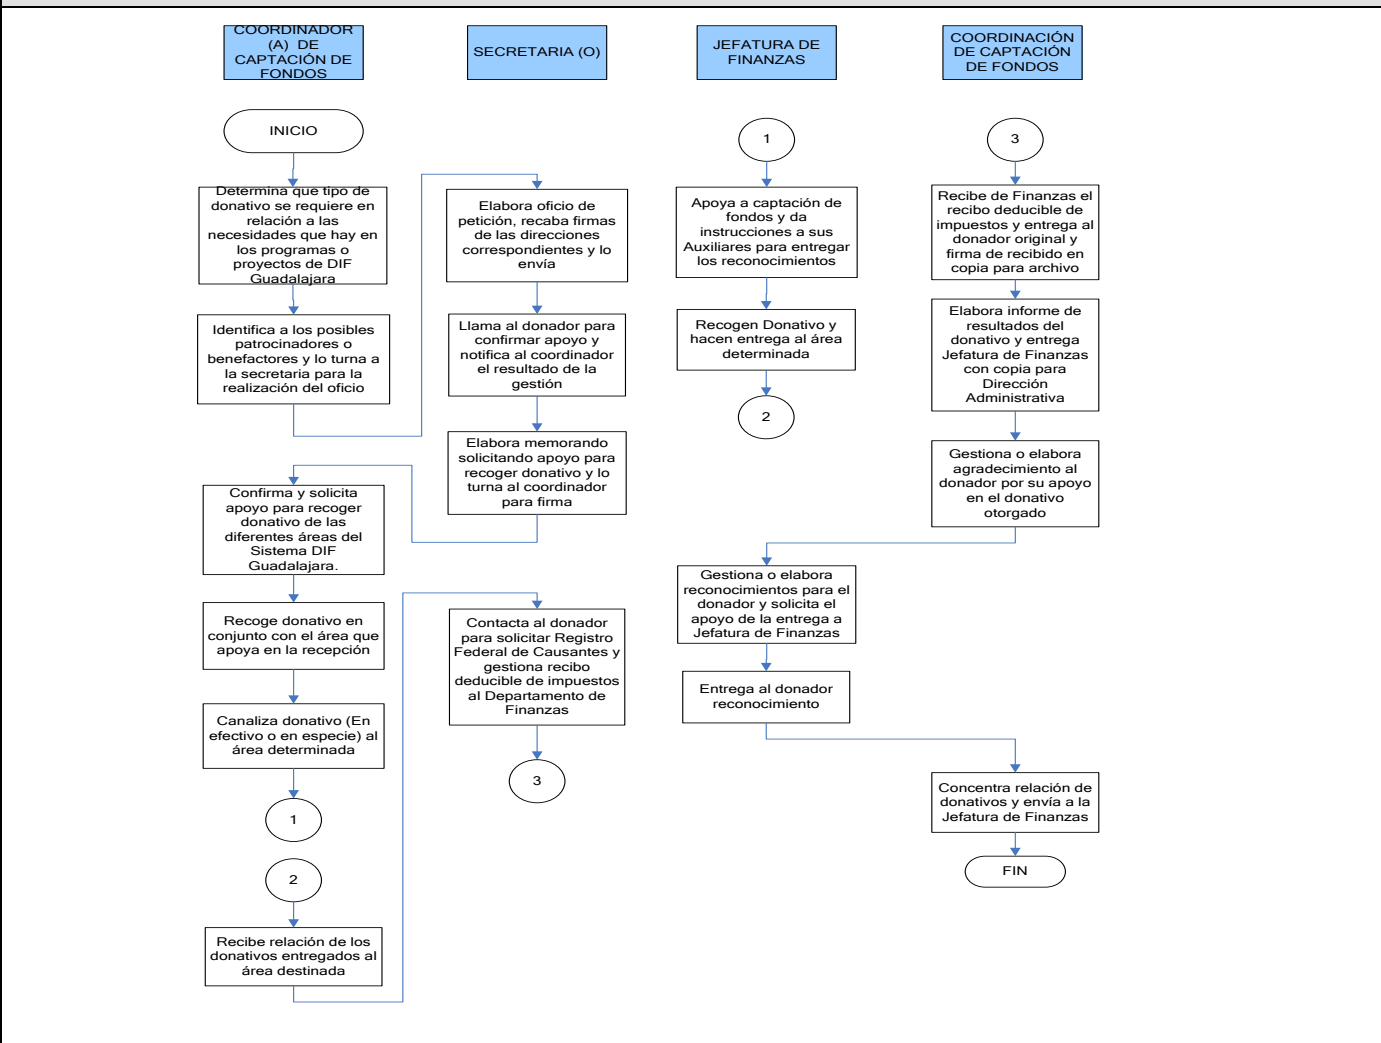 COORDINADOR
(A) DE
CAPTACIÓN DE
FONDOS
SECRETARIA (O)
JEFATURA DE
FINANZAS
COORDINACIÓN
DE CAPTACIÓN
DE FONDOS
INICIO
Determina que tipo de
donativo se requiere en
relación a las
necesidades que hay en
los programas o
proyectos de DIF
Guadalajara
Identifica a los posibles
patrocinadores o
benefactores y lo turna a
la secretaria para la
realización del oficio
Elabora oficio de
petición, recaba firmas
de las direcciones
correspondientes y lo
envía
Llama al donador para
confirmar apoyo y
notifica al coordinador
el resultado de la
gestión
Elabora memorando
solicitando apoyo para
recoger donativo y lo
turna al coordinador
para firma
Confirma y solicita
apoyo para recoger
donativo de las
diferentes áreas del
Sistema DIF
Guadalajara.
Recoge donativo en
conjunto con el área que
apoya en la recepción
Canaliza donativo (En
efectivo o en especie) al
área determinada
1
2
Recibe relación de los
donativos entregados al
área destinada
Contacta al donador
para solicitar Registro
Federal de Causantes y
gestiona recibo
deducible de impuestos
al Departamento de
Finanzas
3
1
Apoya a captación de
fondos y da
instrucciones a sus
Auxiliares para entregar
los reconocimientos
Recogen Donativo y
hacen entrega al área
determinada
2
3
Recibe de Finanzas el
recibo deducible de
impuestos y entrega al
donador original y
firma de recibido en
copia para archivo
Elabora informe de
resultados del
donativo y entrega
Jefatura de Finanzas
con copia para
Dirección
Administrativa
Gestiona o elabora
agradecimiento al
donador por su apoyo
en el donativo
otorgado
Gestiona o elabora
reconocimientos para el
donador y solicita el
apoyo de la entrega a
Jefatura de Finanzas
Entrega al donador
reconocimiento
Concentra relación de
donativos y envía a la
Jefatura de Finanzas
FIN